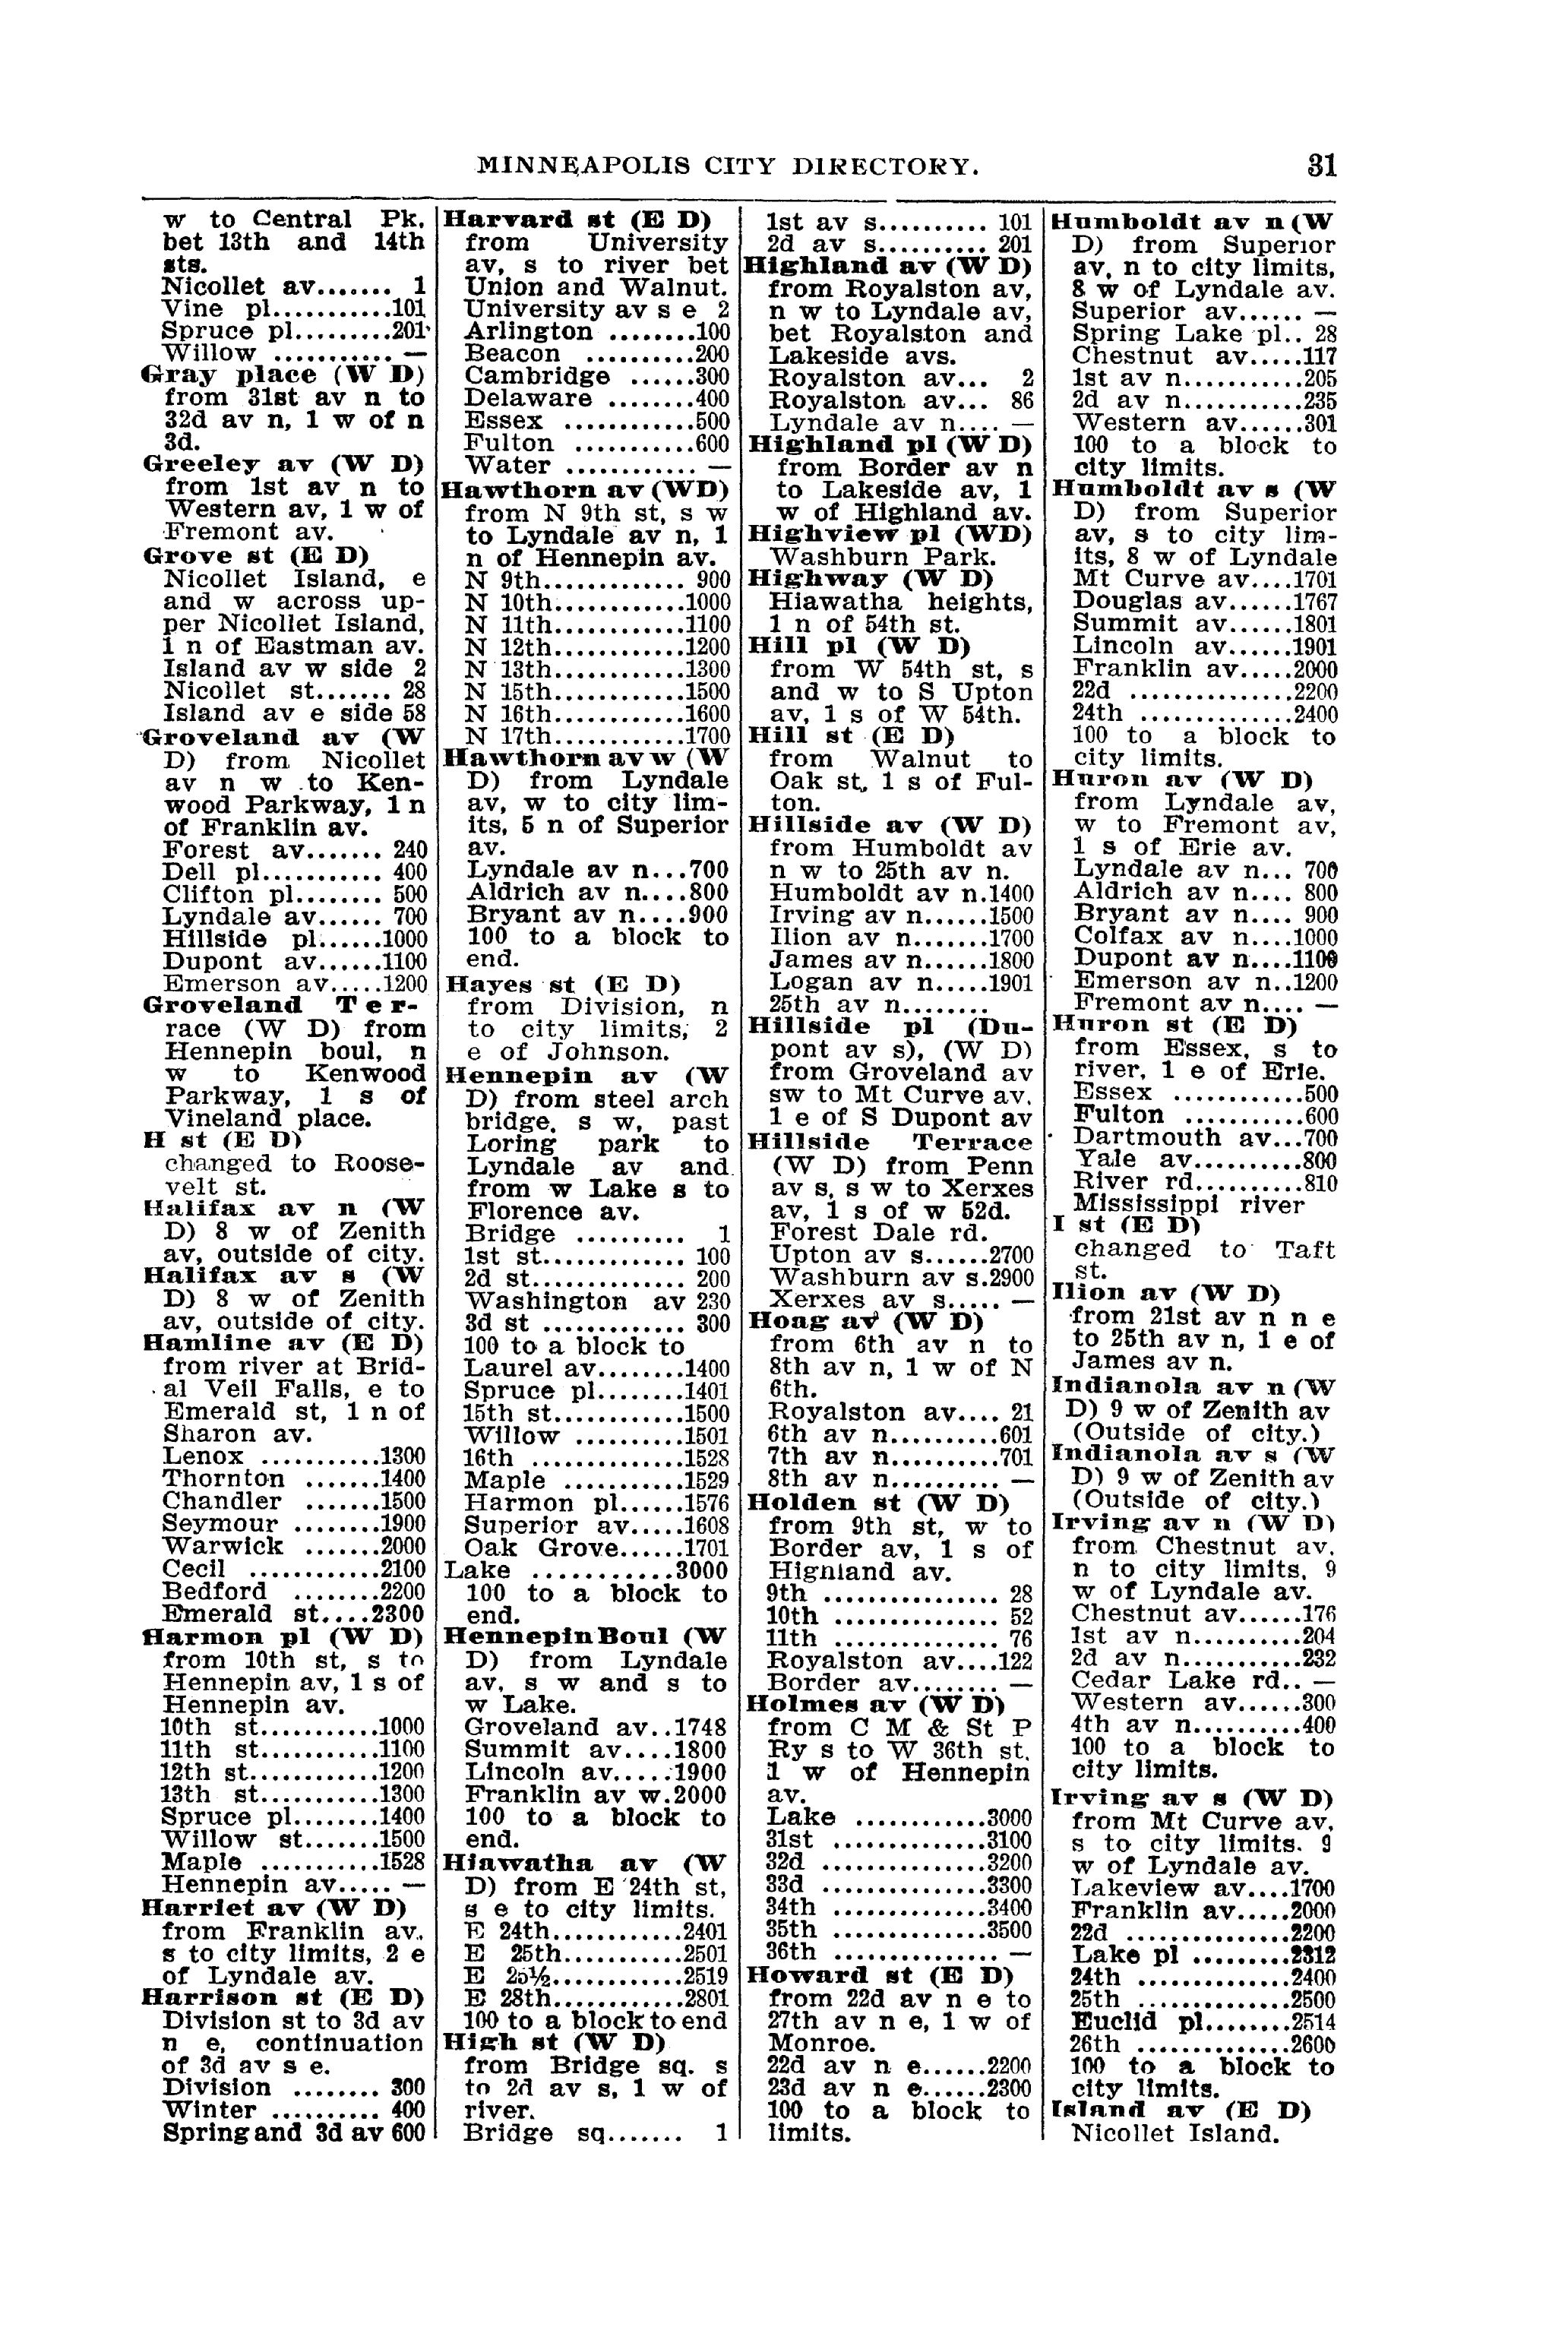 MINNEAPOLIS CITY DIRECTORY. 31
w to Central Pk.
bet 13th and 14th
sts.
Nicollet av....... 1
Vine pl...........101
Spruce pl.........201
Willow ........... —
Gray place (W D)
from 31st av n to
32d av n, 1 w of n
3d.
Greeley av (W D)
from 1st av n to
Western av, 1 w of
Fremont av.
Grove st (E D)
Nicollet Island, e
and w across up-
per Nicollet Island,
1 n of Eastman av.
Island av w side 2
Nicollet st....... 28
Island av e side 58
Groveland av (W
D) from Nicollet
av n w to Ken-
wood Parkway, 1 n
of Franklin av.
Forest av....... 240
Dell pl........... 400
Clifton pl........ 500
Lyndale av...... 700
Hillside pl......1000
Dupont av......1100
Emerson av.....1200
Groveland Ter-
race (W D) from
Hennepin boul, n
w to Kenwood
Parkway, 1 s of
Vineland place.
H st (E D)
changed to Roose-
velt st.
Halifax av n (W
D) 8 w of Zenith
av, outside of city.
Halifax av s (W
D) 8 w of Zenith
av, outside of city.
Hamline av (E D)
from river at Brid-
al Veil Falls, e to
Emerald st, 1 n of
Sharon av.
Lenox ...........1300
Thornton .......1400
Chandler .......1500
Seymour ........1900
Warwick .......2000
Cecil ............2100
Bedford ........2200
Emerald st....2300
Harmon pl (W D)
from 10th st, s to
Hennepin av, 1 s of
Hennepin av.
10th st...........1000
11th st...........1100
12th st............1200
13th st...........1300
Spruce pl........1400
Willow st.......1500
Maple ...........1528
Hennepin av..... —
Harriet av (W D)
from Franklin av.,
s to city limits, 2 e
of Lyndale av.
Harrison st (E D)
Division st to 3d av
n e, continuation
of 3d av s e.
Division ........ 300
Winter .......... 400
Spring and 3d av 600
Harvard st (E D)
from University
av, s to river bet
Union and Walnut.
University av s e 2
Arlington ........100
Beacon ..........200
Cambridge ......300
Delaware ........400
Essex ............500
Fulton ...........600
Water ............ —
Hawthorn av (WD)
from N 9th st, s w
to Lyndale av n, 1
n of Hennepin av.
N 9th............. 900
N 10th............1000
N 11th............1100
N 12th............1200
N 13th............1300
N 15th............1500
N 16th............1600
N 17th............1700
Hawthorn av w (W
D) from Lyndale
av, w to city lim-
its, 5 n of Superior
av.
Lyndale av n...700
Aldrich av n....800
Bryant av n....900
100 to a block to
end.
Hayes st (E D)
from Division, n
to city limits, 2
e of Johnson.
Hennepin av (W
D) from steel arch
bridge, s w, past
Loring park to
Lyndale av and
from w Lake s to
Florence av.
Bridge .......... 1
1st st............. 100
2d st.............. 200
Washington av 230
3d st ............. 300
100 to a block to
Laurel av........1400
Spruce pl........1401
15th st............1500
Willow ..........1501
16th ..............1528
Maple ...........1529
Harmon pl......1576
Superior av.....1608
Oak Grove......1701
Lake ............3000
100 to a block to
end.
Hennepin Boul (W
D) from Lyndale
av, s w and s to
w Lake.
Groveland av..1748
Summit av....1800
Lincoln av.....1900
Franklin av w.2000
100 to a block to
end.
Hiawatha av (W
D) from E 24th st,
s e to city limits.
E 24th............2401
E 25th...........2501
E 25½............2519
E 28th............2801
100 to a block to end
High st (W D)
from Bridge sq. s
to 2d av s, 1 w of
river.
Bridge sq....... 1
1st av s.......... 101
2d av s.......... 201
Highland av (W D)
from Royalston av,
n w to Lyndale av,
bet Royalston and
Lakeside avs.
Royalston av... 2
Royalston av... 86
Lyndale av n.... —
Highland pl (W D)
from Border av n
to Lakeside av, 1
w of Highland av.
Highview pl (WD)
Washburn Park.
Highway (W D)
Hiawatha heights,
1 n of 54th st.
Hill pl (W D)
from W 54th st, s
and w to S Upton
av, 1 s of W 54th.
Hill st (E D)
from Walnut to
Oak st, 1 s of Ful-
ton.
Hillside av (W D)
from Humboldt av
n w to 25th av n.
Humboldt av n.1400
Irving av n......1500
Ilion av n.......1700
James av n......1800
Logan av n.....1901
25th av n........
Hillside pl (Du-
pont av s), (W D)
from Groveland av
sw to Mt Curve av,
1 e of S Dupont av
Hillside Terrace
(W D) from Penn
av s, s w to Xerxes
av, 1 s of w 52d.
Forest Dale rd.
Upton av s......2700
Washburn av s.2900
Xerxes av s..... —
Hoag av (W D)
from 6th av n to
8th av n, 1 w of N
6th.
Royalston av.... 21
6th av n..........601
7th av n..........701
8th av n.......... —
Holden st (W D)
from 9th st, w to
Border av, 1 s of
Highland av.
9th ................ 28
10th ............... 52
11th ............... 76
Royalston av....122
Border av........ —
Holmes av (W D)
from C M & St P
Ry s to W 36th st,
1 w of Hennepin
av.
Lake ............3000
31st ..............3100
32d ...............3200
33d ...............3300
34th ..............3400
35th ..............3500
36th ............... —
Howard st (E D)
from 22d av n e to
27th av n e, 1 w of
Monroe.
22d av n e......2200
23d av n e......2300
100 to a block to
limits.
Humboldt av n (W
D) from Superior
av, n to city limits,
8 w of Lyndale av.
Superior av...... —
Spring Lake pl.. 28
Chestnut av.....117
1st av n...........205
2d av n...........235
Western av......301
100 to a block to
city limits.
Humboldt av s (W
D) from Superior
av, s to city lim-
its, 8 w of Lyndale
Mt Curve av....1701
Douglas av......1767
Summit av......1801
Lincoln av......1901
Franklin av.....2000
22d ...............2200
24th ..............2400
100 to a block to
city limits.
Huron av (W D)
from Lyndale av,
w to Fremont av,
1 s of Erie av.
Lyndale av n... 700
Aldrich av n.... 800
Bryant av n.... 900
Colfax av n....1000
Dupont av n....1100
Emerson av n..1200
Fremont av n.... —
Huron st (E D)
from Essex, s to
river, 1 e of Erie.
Essex ............500
Fulton ...........600
Dartmouth av...700
Yale av..........800
River rd..........810
Mississippi river
I st (E D)
changed to Taft
st.
Ilion av (W D)
from 21st av n n e
to 25th av n, 1 e of
James av n.
Indianola av n (W
D) 9 w of Zenith av
(Outside of city.)
Indianola av s (W
D) 9 w of Zenith av
(Outside of city.)
Irving av n (W D)
from Chestnut av,
n to city limits, 9
w of Lyndale av.
Chestnut av......176
1st av n..........204
2d av n...........232
Cedar Lake rd.. —
Western av......300
4th av n..........400
100 to a block to
city limits.
Irving av s (W D)
from Mt Curve av,
s to city limits. 9
w of Lyndale av.
Lakeview av....1700
Franklin av.....2000
22d ...............2200
Lake pl .........2312
24th ..............2400
25th ..............2500
Euclid pl........2514
26th ..............2600
100 to a block to
city limits.
Island av (E D)
Nicollet Island.